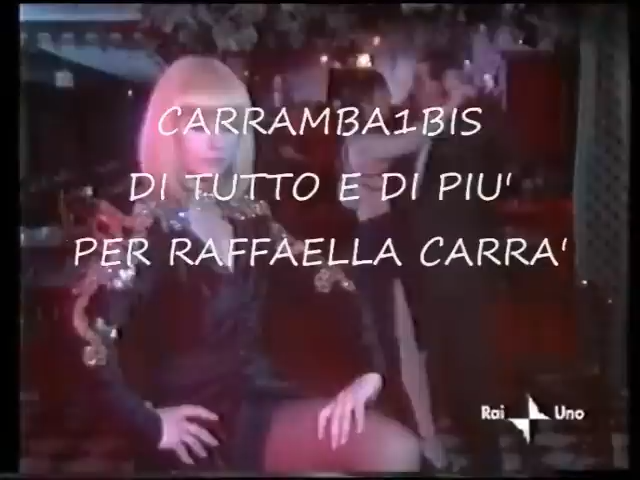 CARRAMBA1BIS
DI TUTTO E DI PIU'
PER RAFFAELLA CARRA'
Rai Uno